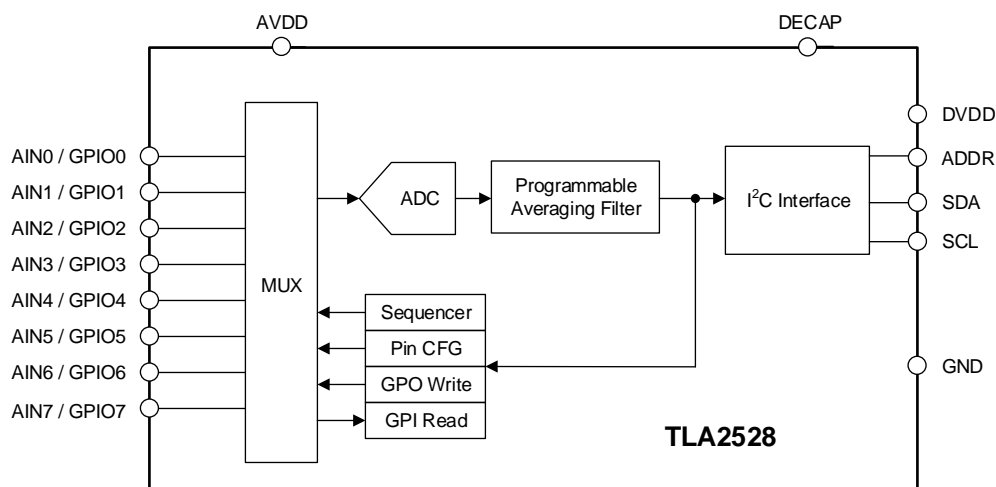 AVDD
DECAP
DVDD
AIN0 / GPIO0
AIN1 / GPIO1
AIN2 / GPIO2
AIN3 / GPIO3
AIN4 / GPIO4
AIN5 / GPIO5
AIN6 / GPIO6
AIN7 / GPIO7
MUX
ADC
Programmable
Averaging Filter
I²C Interface
ADDR
SDA
SCL
Sequencer
Pin CFG
GPO Write
GPI Read
GND
TLA2528